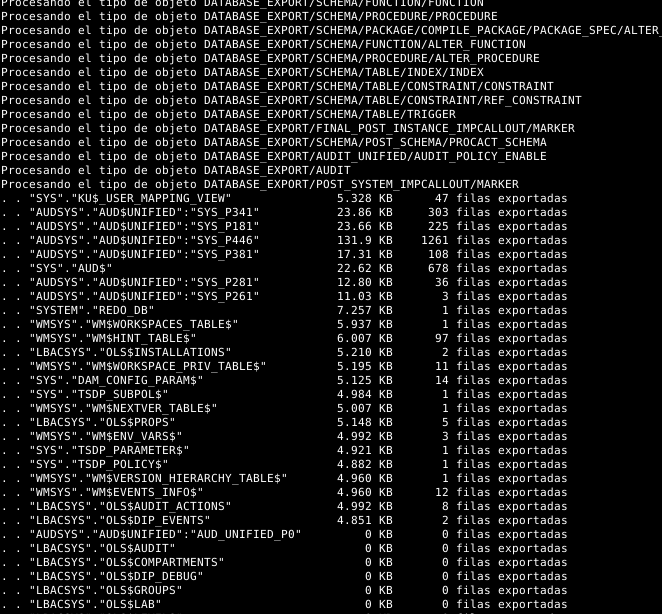 Procesando el tipo de objeto DATABASE_EXPORT/SCHEMA/FUNCTION/FUNCTION
Procesando el tipo de objeto DATABASE_EXPORT/SCHEMA/PROCEDURE/PROCEDURE
Procesando el tipo de objeto DATABASE_EXPORT/SCHEMA/PACKAGE/COMPILE_PACKAGE/PACKAGE_SPEC/ALTER_
Procesando el tipo de objeto DATABASE_EXPORT/SCHEMA/FUNCTION/ALTER_FUNCTION
Procesando el tipo de objeto DATABASE_EXPORT/SCHEMA/PROCEDURE/ALTER_PROCEDURE
Procesando el tipo de objeto DATABASE_EXPORT/SCHEMA/TABLE/INDEX/INDEX
Procesando el tipo de objeto DATABASE_EXPORT/SCHEMA/TABLE/CONSTRAINT/CONSTRAINT
Procesando el tipo de objeto DATABASE_EXPORT/SCHEMA/TABLE/CONSTRAINT/REF_CONSTRAINT
Procesando el tipo de objeto DATABASE_EXPORT/SCHEMA/TABLE/TRIGGER
Procesando el tipo de objeto DATABASE_EXPORT/FINAL_POST_INSTANCE_IMPCALLOUT/MARKER
Procesando el tipo de objeto DATABASE_EXPORT/SCHEMA/POST_SCHEMA/PROCACT_SCHEMA
Procesando el tipo de objeto DATABASE_EXPORT/AUDIT_UNIFIED/AUDIT_POLICY_ENABLE
Procesando el tipo de objeto DATABASE_EXPORT/AUDIT
Procesando el tipo de objeto DATABASE_EXPORT/POST_SYSTEM_IMPCALLOUT/MARKER
. . "SYS"."KU$_USER_MAPPING_VIEW" 5.328 KB 47 filas exportadas
. . "AUDSYS"."AUD$UNIFIED":"SYS_P341" 23.86 KB 303 filas exportadas
. . "AUDSYS"."AUD$UNIFIED":"SYS_P181" 23.66 KB 225 filas exportadas
. . "AUDSYS"."AUD$UNIFIED":"SYS_P446" 131.9 KB 1261 filas exportadas
. . "AUDSYS"."AUD$UNIFIED":"SYS_P381" 17.31 KB 108 filas exportadas
. . "SYS"."AUD$" 22.62 KB 678 filas exportadas
. . "AUDSYS"."AUD$UNIFIED":"SYS_P281" 12.80 KB 36 filas exportadas
. . "AUDSYS"."AUD$UNIFIED":"SYS_P261" 11.03 KB 3 filas exportadas
. . "SYSTEM"."REDO_DB" 7.257 KB 1 filas exportadas
. . "WMSYS"."WM$WORKSPACES_TABLE$" 5.937 KB 1 filas exportadas
. . "WMSYS"."WM$HINT_TABLE$" 6.007 KB 97 filas exportadas
. . "LBACSYS"."OLS$INSTALLATIONS" 5.210 KB 2 filas exportadas
. . "WMSYS"."WM$WORKSPACE_PRIV_TABLE$" 5.195 KB 11 filas exportadas
. . "SYS"."DAM_CONFIG_PARAM$" 5.125 KB 14 filas exportadas
. . "SYS"."TSDP_SUBPOL$" 4.984 KB 1 filas exportadas
. . "WMSYS"."WM$NEXTVER_TABLE$" 5.007 KB 1 filas exportadas
. . "LBACSYS"."OLS$PROPS" 5.148 KB 5 filas exportadas
. . "WMSYS"."WM$ENV_VARS$" 4.992 KB 3 filas exportadas
. . "SYS"."TSDP_PARAMETER$" 4.921 KB 1 filas exportadas
. . "SYS"."TSDP_POLICY$" 4.882 KB 1 filas exportadas
. . "WMSYS"."WM$VERSION_HIERARCHY_TABLE$" 4.960 KB 1 filas exportadas
. . "WMSYS"."WM$EVENTS_INFO$" 4.960 KB 12 filas exportadas
. . "LBACSYS"."OLS$AUDIT_ACTIONS" 4.992 KB 8 filas exportadas
. . "LBACSYS"."OLS$DIP_EVENTS" 4.851 KB 2 filas exportadas
. . "AUDSYS"."AUD$UNIFIED":"AUD_UNIFIED_P0" 0 KB 0 filas exportadas
. . "LBACSYS"."OLS$AUDIT" 0 KB 0 filas exportadas
. . "LBACSYS"."OLS$COMPARTMENTS" 0 KB 0 filas exportadas
. . "LBACSYS"."OLS$DIP_DEBUG" 0 KB 0 filas exportadas
. . "LBACSYS"."OLS$GROUPS" 0 KB 0 filas exportadas
. . "LBACSYS"."OLS$LAB" 0 KB 0 filas exportadas